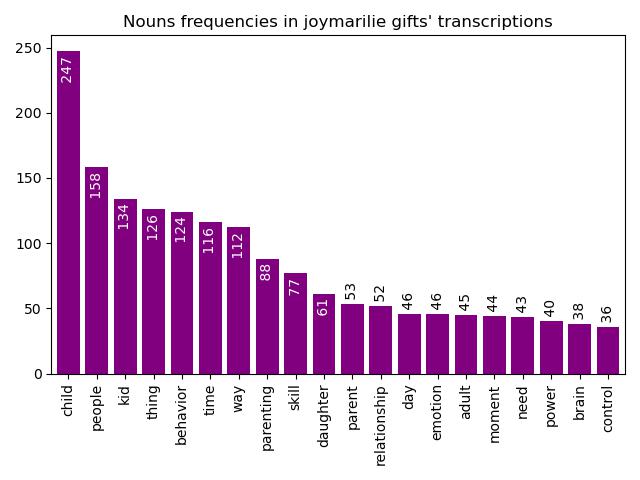 Nouns frequencies in joymarilie gifts' transcriptions
250
200
150
100
50
0
247
158
134
126
124
116
112
88
77
61
53
52
46
46
45
44
43
40
38
36
child
people
kid
thing
behavior
time
way
parenting
skill
daughter
parent
relationship
day
emotion
adult
moment
need
power
brain
control